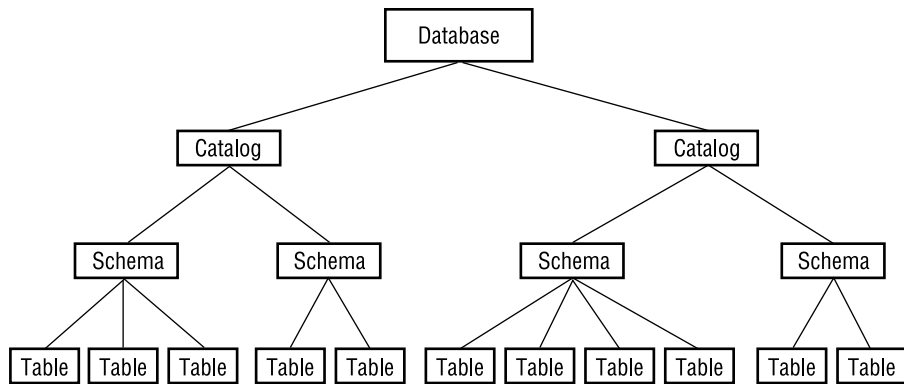 Database
Catalog Catalog
Schema Schema Schema Schema
Table Table Table Table Table Table Table Table Table Table Table